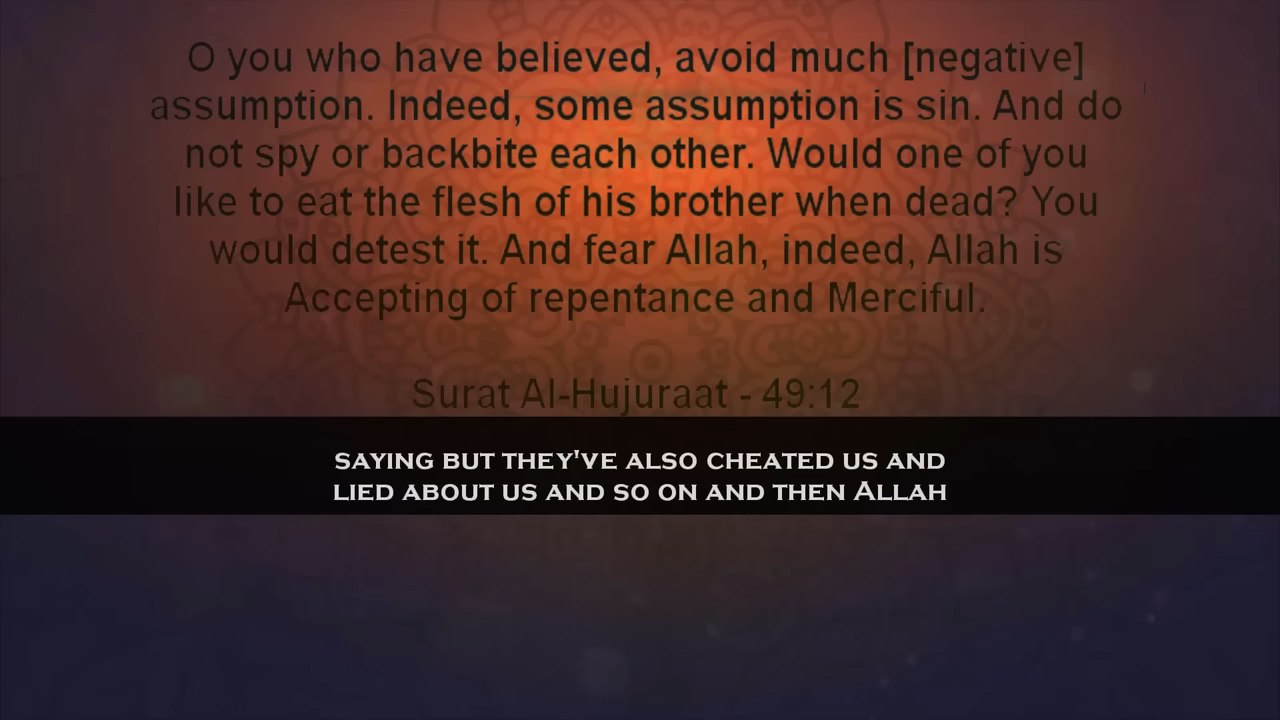 O you who have believed, avoid much [negative]
assumption. Indeed, some assumption is sin. And do
not spy or backbite each other. Would one of you
like to eat the flesh of his brother when dead? You
would detest it. And fear Allah, indeed, Allah is
Accepting of repentance and Merciful.
Surat Al-Hujuraat - 49:12
SAYING BUT THEY'VE ALSO CHEATED US AND
LIED ABOUT US AND SO ON AND THEN ALLAH